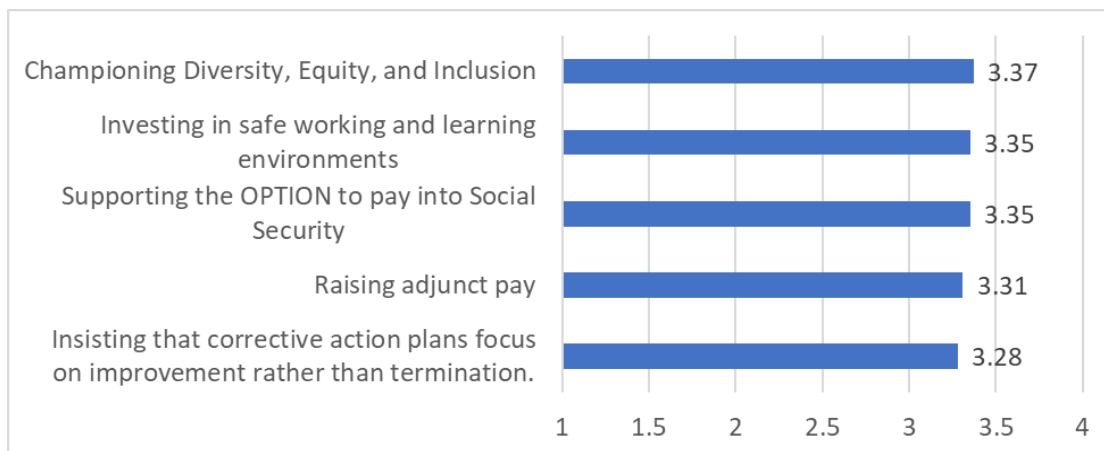 Championing Diversity, Equity, and Inclusion
3.37
Investing in safe working and learning
environments
3.35
Supporting the OPTION to pay into Social
Security
3.35
Raising adjunct pay
3.31
Insisting that corrective action plans focus
on improvement rather than termination.
3.28
1 1.5 2 2.5 3 3.5 4